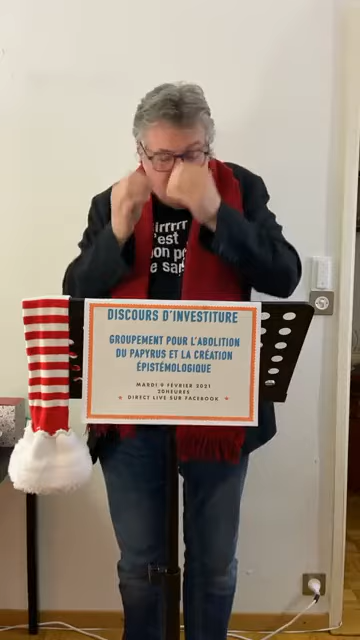 'est
DISCOURS D'INVESTITURE
GROUPEMENT POUR L'ABOLITION
DU PAPYRUS ET LA CRÉATION
ÉPISTÉMOLOGIQUE
MARDI 9 FÉVRIER 2021
20HEURES
DIRECT LIVE SUR FACEBOOK